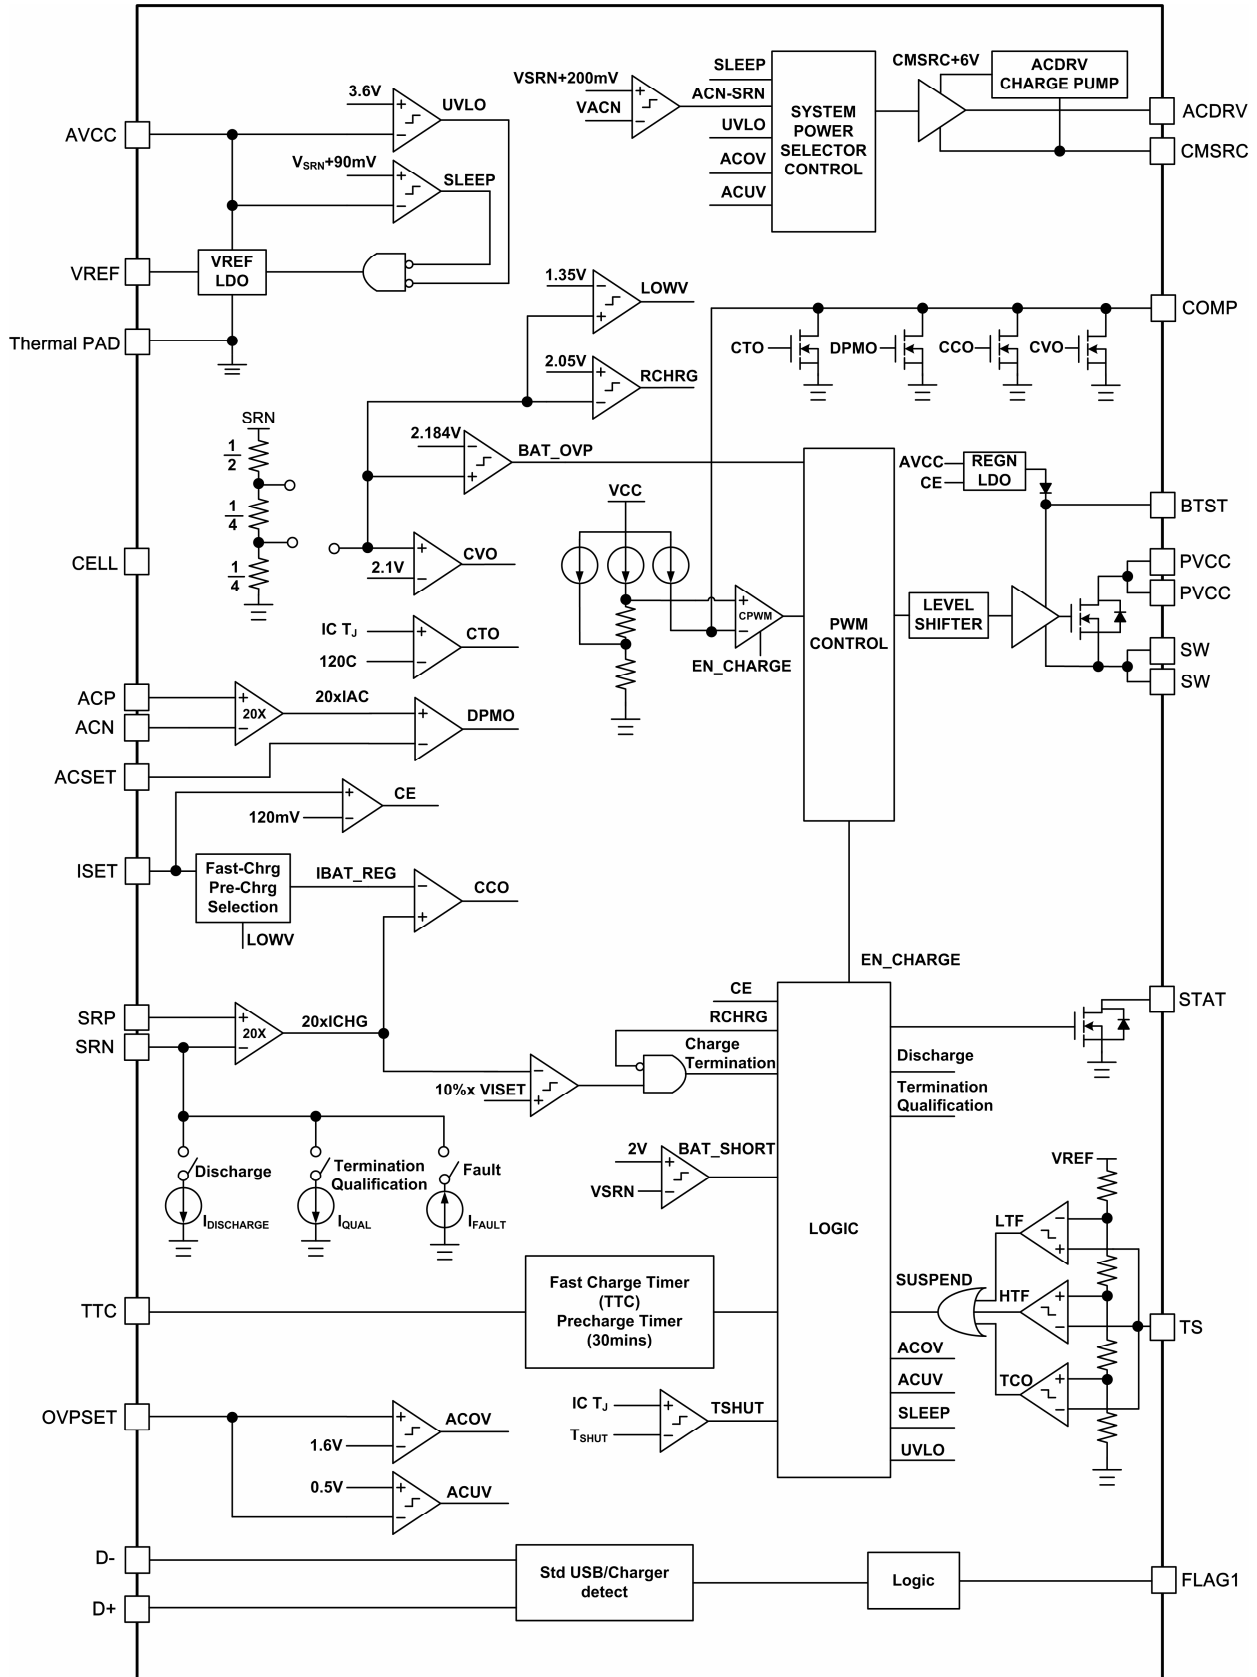 AVCC
3.6V
+
−
UVLO
VSRN+90mV
+
−
SLEEP
VREF
VREF
LDO
Thermal PAD
VSRN+200mV
VACN
+
−
SLEEP
ACN-SRN
UVLO
ACOV
ACUV
SYSTEM
POWER
SELECTOR
CONTROL
CMSRC+6V
ACDRV
CHARGE PUMP
ACDRV
CMSRC
1.35V
−
+
LOWV
2.05V
+
−
RCHRG
COMP
CTO
DPMO
CCO
CVO
SRN
1
2
1
4
1
4
2.184V
−
+
BAT_OVP
CELL
2.1V
+
−
CVO
VCC
+
CPWM
−
EN_CHARGE
PWM
CONTROL
AVCC
CE
REGN
LDO
LEVEL
SHIFTER
BTST
PVCC
PVCC
SW
SW
IC TJ
120C
+
−
CTO
ACP
ACN
+
20X
−
20xIAC
+
−
DPMO
ACSET
120mV
+
−
CE
ISET
Fast-Chrg
Pre-Chrg
Selection
LOWV
IBAT_REG
−
+
CCO
SRP
SRN
+
20X
−
20xICHG
EN_CHARGE
CE
RCHRG
Charge
Termination
10%x VISET
−
+
STAT
Discharge
Termination
Qualification
Discharge
IDISCHARGE
Termination
Qualification
IQUAL
Fault
IFAULT
2V
VSRN
+
−
BAT_SHORT
LOGIC
VREF
LTF
−
+
HTF
+
−
TCO
+
−
SUSPEND
TS
TTC
Fast Charge Timer
(TTC)
Precharge Timer
(30mins)
ACOV
ACUV
SLEEP
UVLO
IC TJ
TSHUT
+
−
TSHUT
OVPSET
1.6V
+
−
ACOV
0.5V
+
−
ACUV
D-
D+
Std USB/Charger
detect
Logic
FLAG1